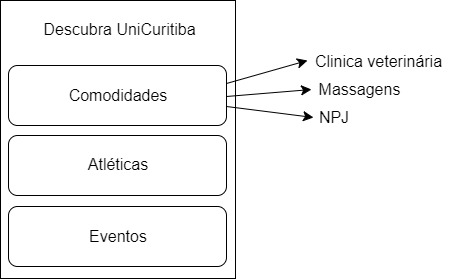 Descubra UniCuritiba
Comodidades
Clinica veterinária
Massagens
NPJ
Atléticas
Eventos